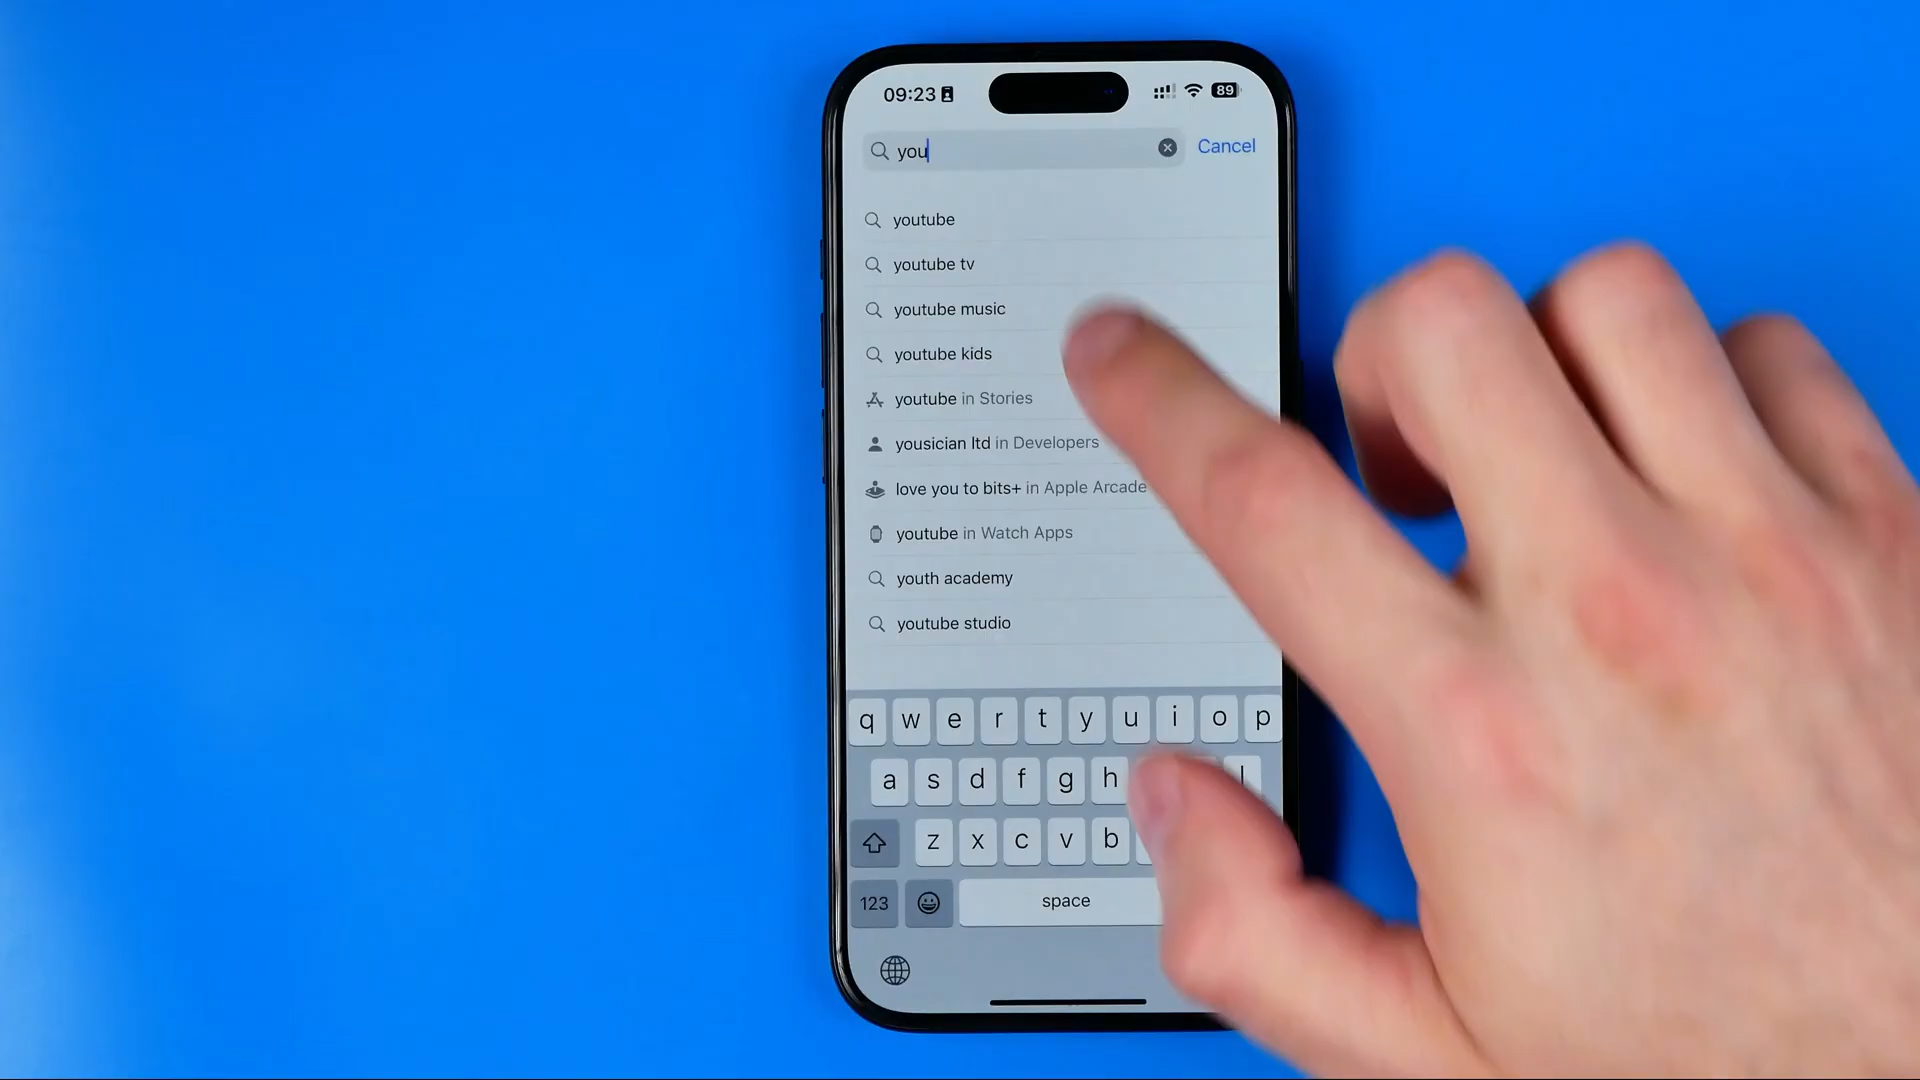 09:23 89
you Cancel
youtube
youtube tv
youtube music
youtube kids
youtube in Stories
yousician ltd in Developers
love you to bits+ in Apple Arcade
youtube in Watch Apps
youth academy
youtube studio
q w e r t y u i o p
a s d f g h l
z x c v b
123 space